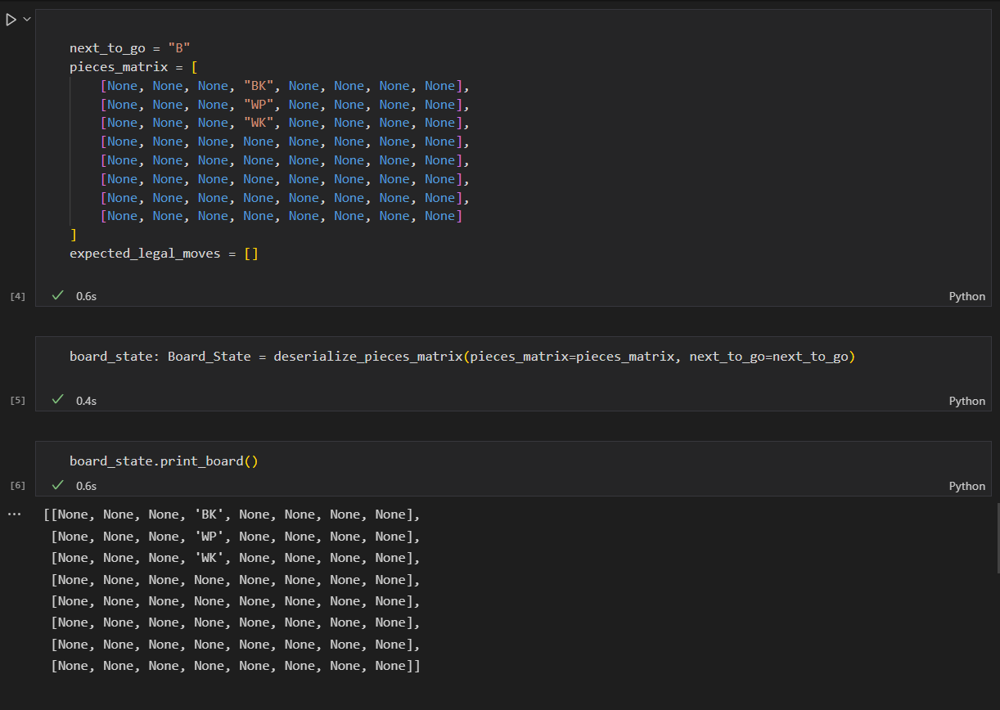 next_to_go = "B"
pieces_matrix = [
    [None, None, None, "BK", None, None, None, None],
    [None, None, None, "WP", None, None, None, None],
    [None, None, None, "WK", None, None, None, None],
    [None, None, None, None, None, None, None, None],
    [None, None, None, None, None, None, None, None],
    [None, None, None, None, None, None, None, None],
    [None, None, None, None, None, None, None, None],
    [None, None, None, None, None, None, None, None]
]
expected_legal_moves = []
[4] 0.6s Python
board_state: Board_State = deserialize_pieces_matrix(pieces_matrix=pieces_matrix, next_to_go=next_to_go)
[5] 0.4s Python
board_state.print_board()
[6] 0.6s Python
... [[None, None, None, 'BK', None, None, None, None],
 [None, None, None, 'WP', None, None, None, None],
 [None, None, None, 'WK', None, None, None, None],
 [None, None, None, None, None, None, None, None],
 [None, None, None, None, None, None, None, None],
 [None, None, None, None, None, None, None, None],
 [None, None, None, None, None, None, None, None],
 [None, None, None, None, None, None, None, None]]